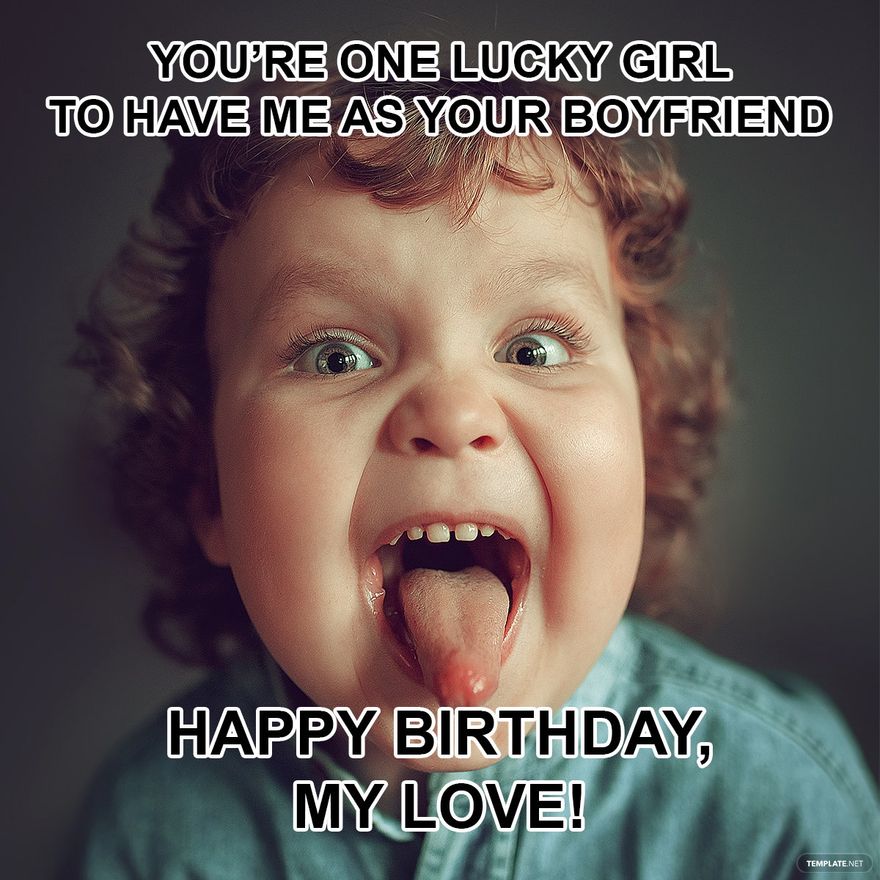 YOU’RE ONE LUCKY GIRL
TO HAVE ME AS YOUR BOYFRIEND
HAPPY BIRTHDAY,
MY LOVE!
TEMPLATE.NET